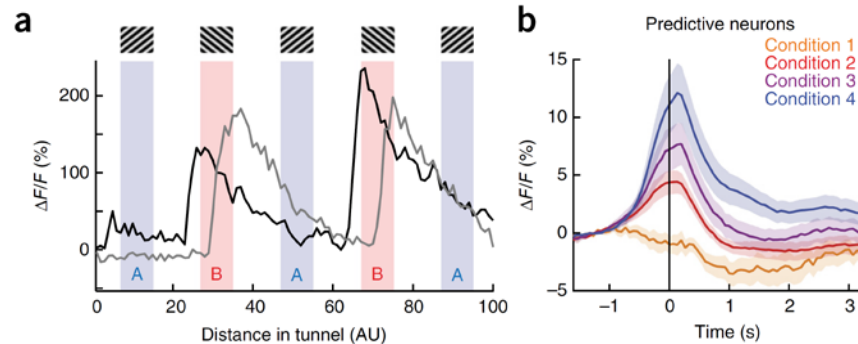 a
200
100
0
ΔF/F (%)
A
B
A
B
A
0
20
40
60
80
100
Distance in tunnel (AU)
b
Predictive neurons
Condition 1
Condition 2
Condition 3
Condition 4
15
10
5
0
–5
ΔF/F (%)
–1
0
1
2
3
Time (s)